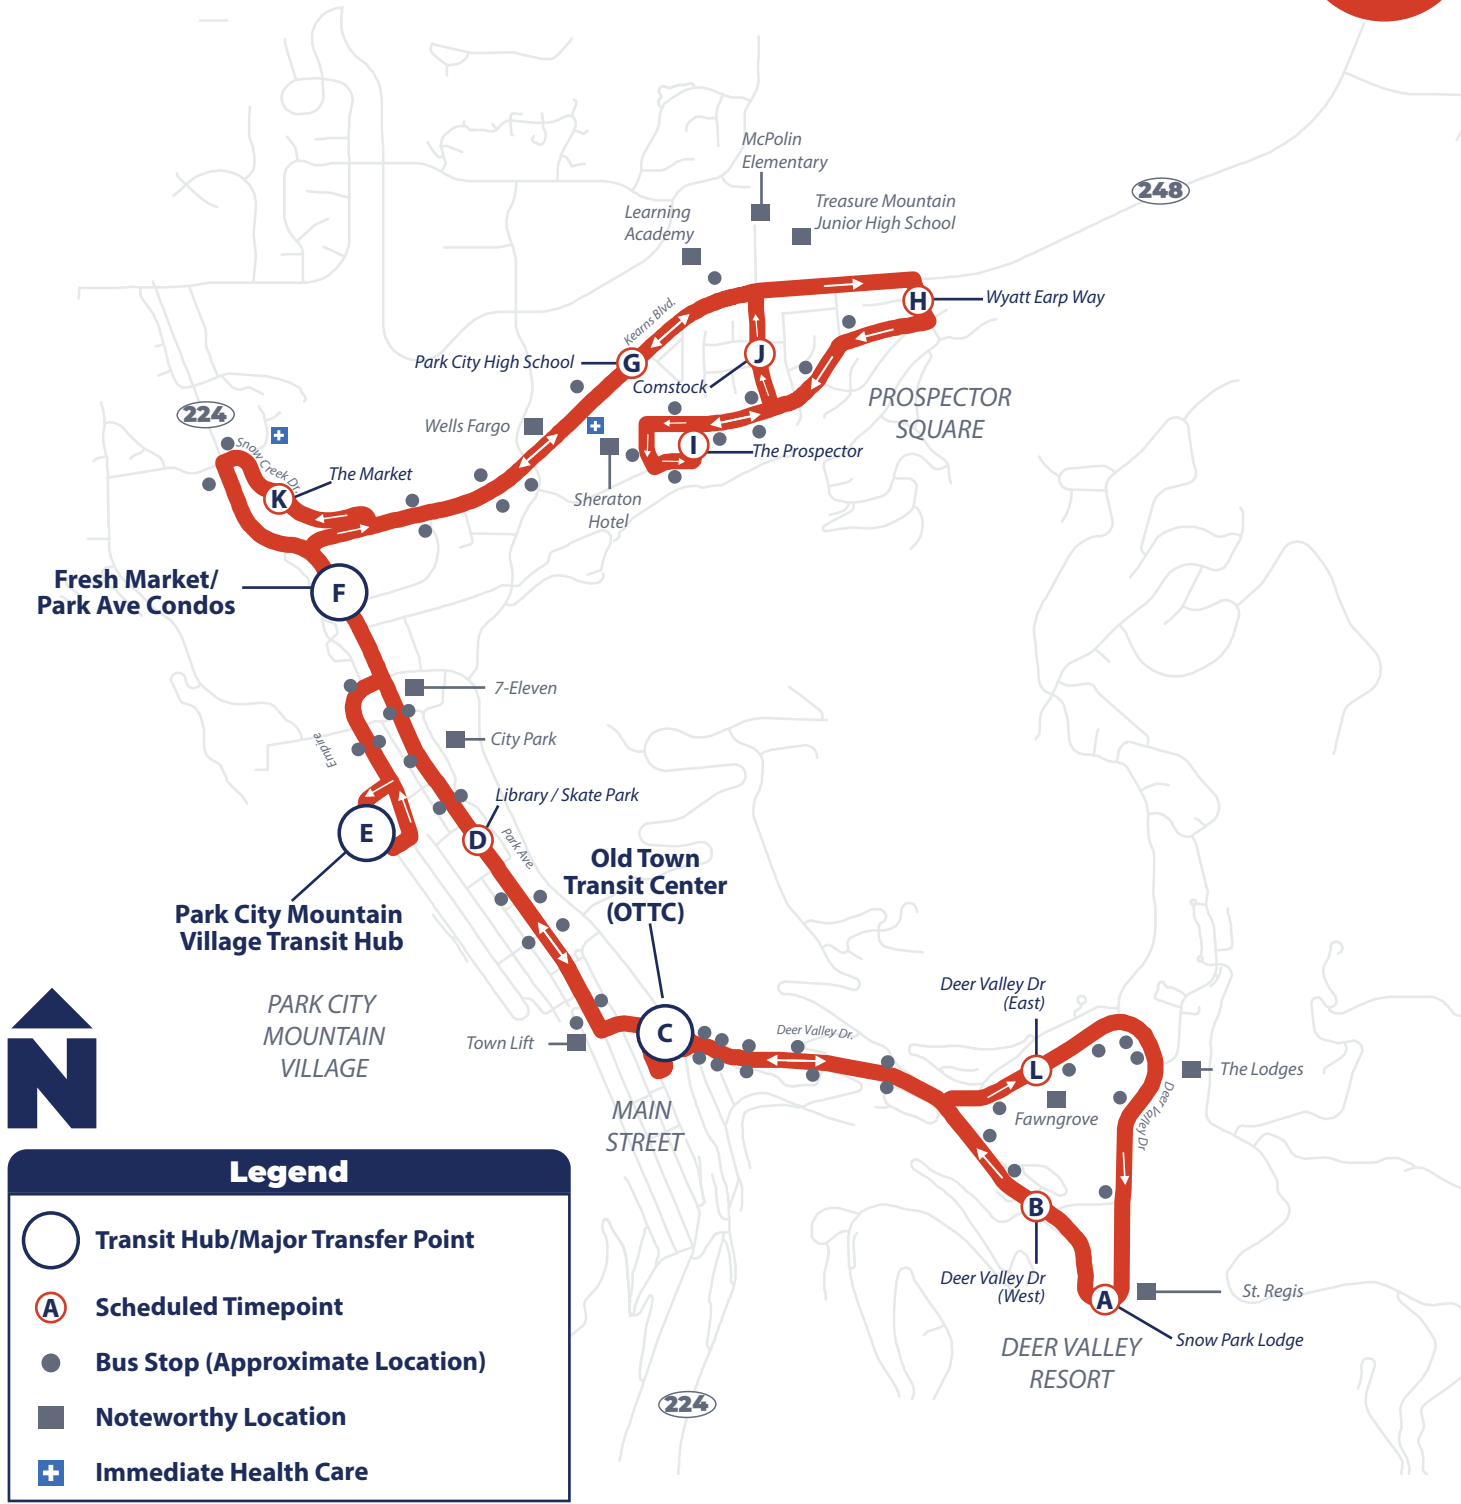 McPolin
Elementary
248
Treasure Mountain
Junior High School
Learning
Academy
H
Wyatt Earp Way
Kearns Blvd.
Park City High School
G
J
Comstock
PROSPECTOR
SQUARE
224
Wells Fargo
Snow Creek Dr.
I
The Prospector
The Market
K
Sheraton
Hotel
Fresh Market/
Park Ave Condos
F
7-Eleven
City Park
Empire
Library / Skate Park
E
D
Park Ave.
Old Town
Transit Center
(OTTC)
Park City Mountain
Village Transit Hub
PARK CITY
MOUNTAIN
VILLAGE
Deer Valley Dr
(East)
N
Town Lift
C
Deer Valley Dr.
L
The Lodges
Fawngrove
Deer Valley Dr
MAIN
STREET
B
Deer Valley Dr
(West)
A
St. Regis
Snow Park Lodge
DEER VALLEY
RESORT
224
Legend
Transit Hub/Major Transfer Point
A
Scheduled Timepoint
Bus Stop (Approximate Location)
Noteworthy Location
Immediate Health Care